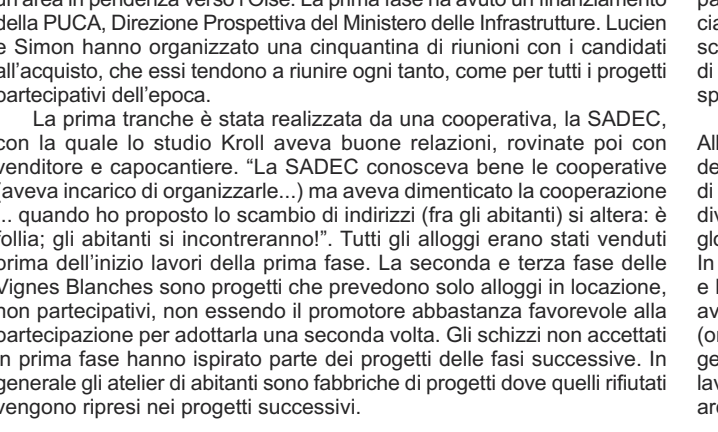 un'area in pendenza verso l'Oise. La prima fase ha avuto un finanziamento
della PUCA, Direzione Prospettiva del Ministero delle Infrastrutture. Lucien
e Simon hanno organizzato una cinquantina di riunioni con i candidati
all'acquisto, che essi tendono a riunire ogni tanto, come per tutti i progetti
partecipativi dell'epoca.
La prima tranche è stata realizzata da una cooperativa, la SADEC,
con la quale lo studio Kroll aveva buone relazioni, rovinate poi con
venditore e capocantiere. “La SADEC conosceva bene le cooperative
(aveva incarico di organizzarle...) ma aveva dimenticato la cooperazione
... quando ho proposto lo scambio di indirizzi (fra gli abitanti) si altera: è
follia; gli abitanti si incontreranno!”. Tutti gli alloggi erano stati venduti
prima dell'inizio lavori della prima fase. La seconda e terza fase delle
Vignes Blanches sono progetti che prevedono solo alloggi in locazione,
non partecipativi, non essendo il promotore abbastanza favorevole alla
partecipazione per adottarla una seconda volta. Gli schizzi non accettati
in prima fase hanno ispirato parte dei progetti delle fasi successive. In
generale gli atelier di abitanti sono fabbriche di progetti dove quelli rifiutati
vengono ripresi nei progetti successivi.